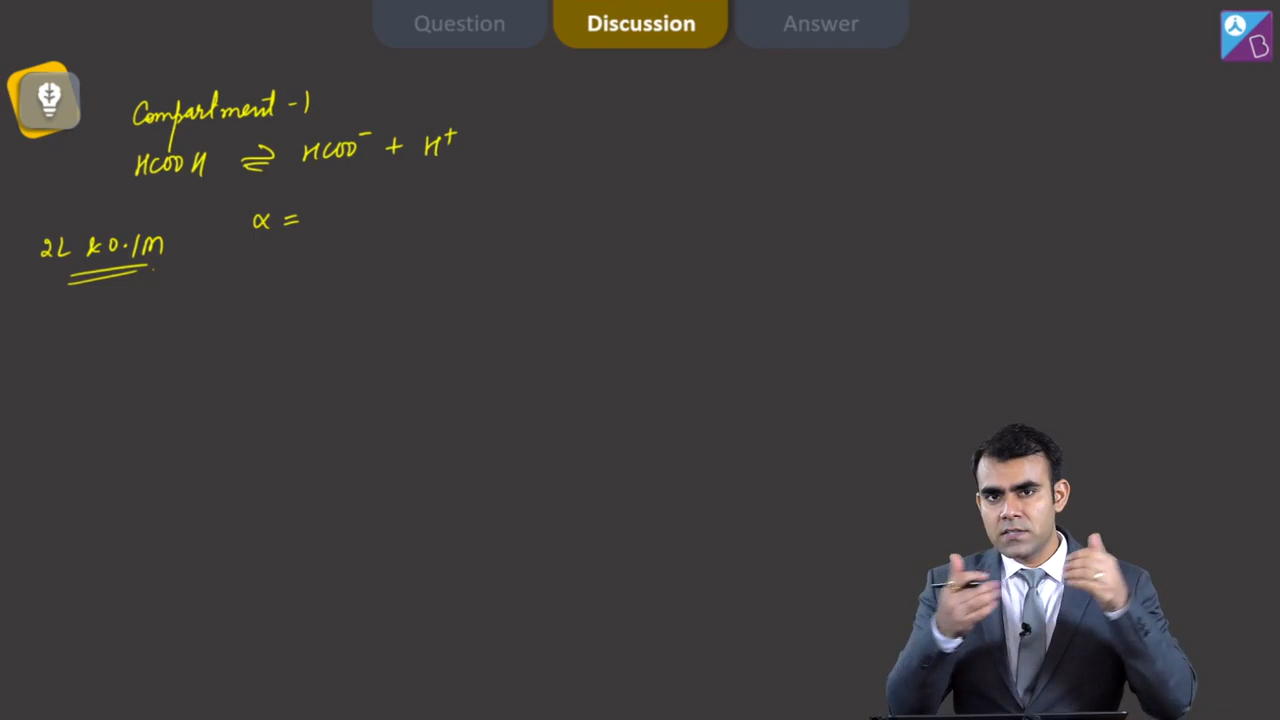 Question Discussion Answer
Compartment -1
HCOOH ⇌ HCOO⁻ + H⁺
α =
2L & 0.1M
B